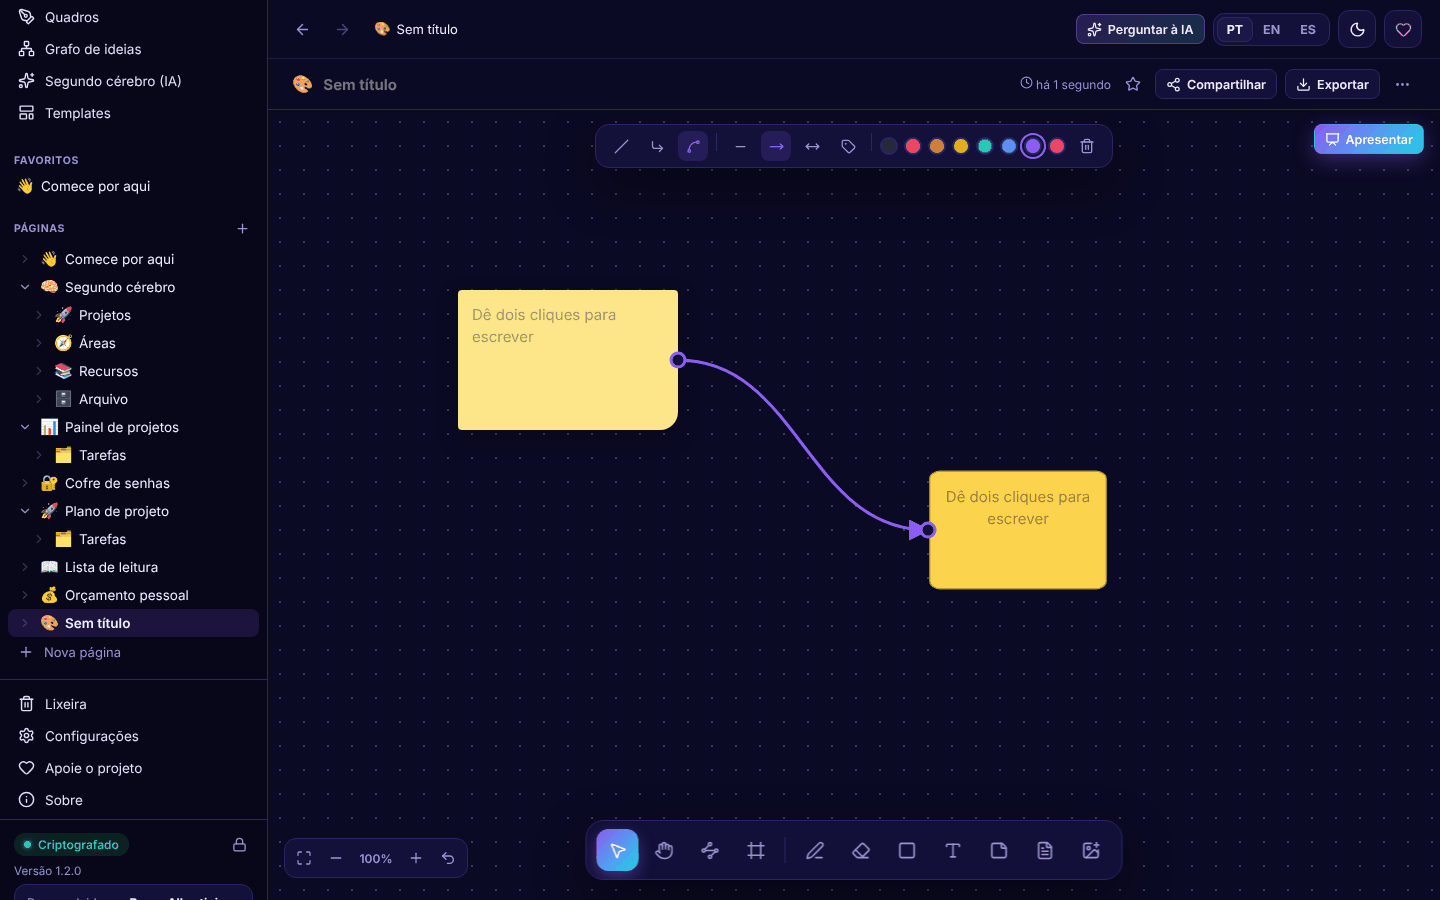 Quadros
Grafo de ideias
Segundo cérebro (IA)
Templates
FAVORITOS
Comece por aqui
PÁGINAS
Comece por aqui
Segundo cérebro
Projetos
Áreas
Recursos
Arquivo
Painel de projetos
Tarefas
Cofre de senhas
Plano de projeto
Tarefas
Lista de leitura
Orçamento pessoal
Sem título
Nova página
Lixeira
Configurações
Apoie o projeto
Sobre
Criptografado
Versão 1.2.0
Sem título
Perguntar à IA
PT EN ES
Sem título
há 1 segundo
Compartilhar
Exportar
Apresentar
Dê dois cliques para
escrever
Dê dois cliques para
escrever
100%